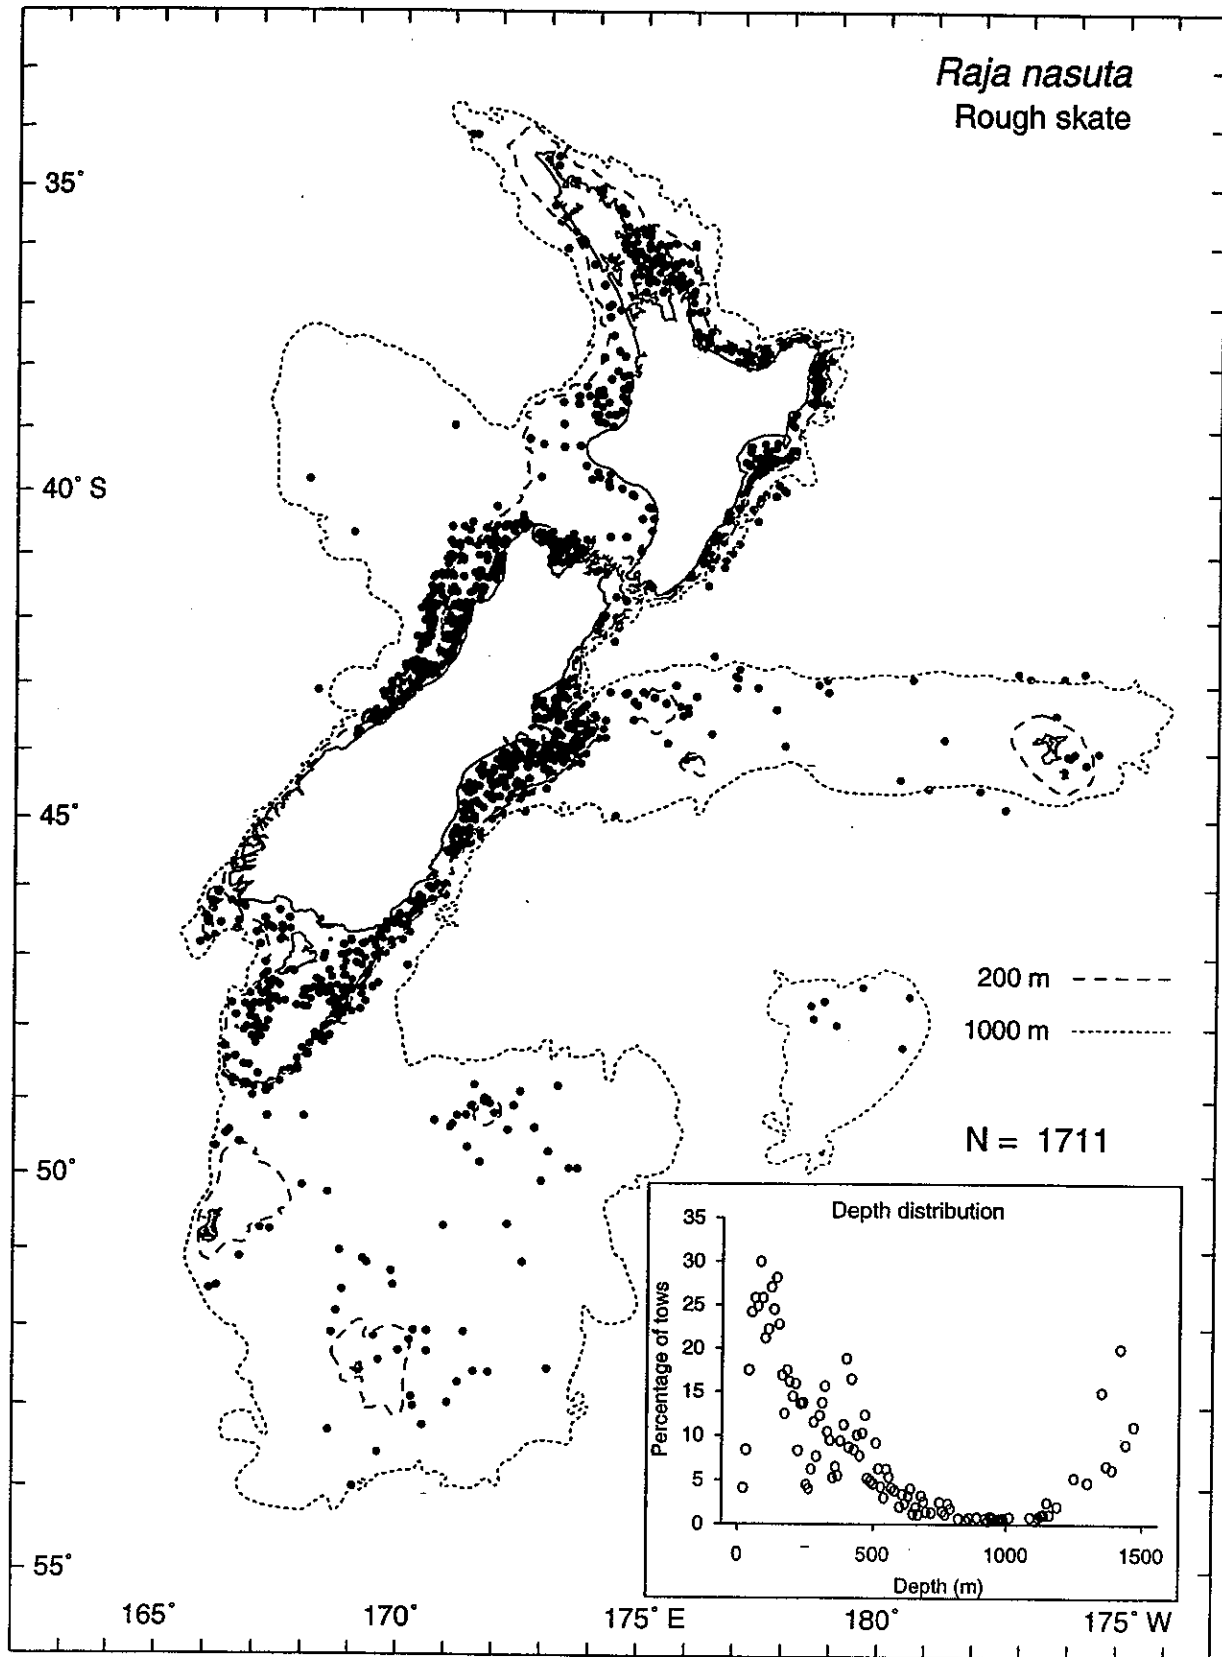 Raja nasuta
Rough skate
35°
40° S
45°
50°
55°
165°
170°
175° E
180°
175° W
200 m
1000 m
N = 1711
Depth distribution
Percentage of tows
35
30
25
20
15
10
5
0
0
500
1000
1500
Depth (m)